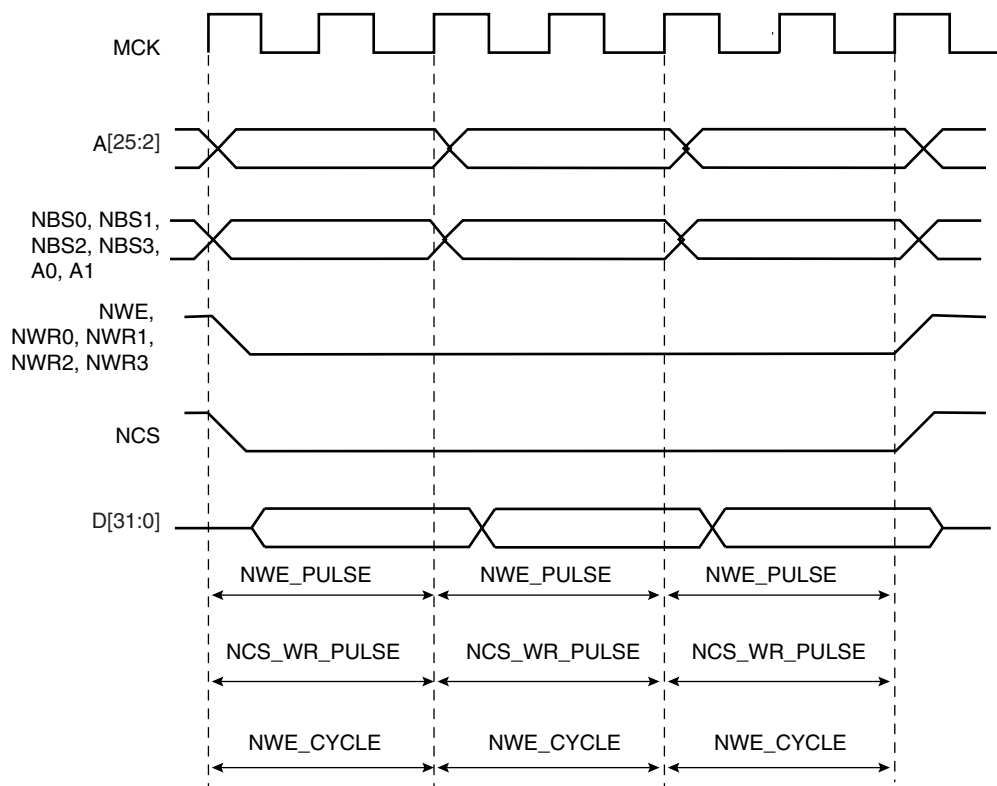 MCK
A[25:2]
NBS0, NBS1,
NBS2, NBS3,
A0, A1
NWE,
NWR0, NWR1,
NWR2, NWR3
NCS
D[31:0]
NWE_PULSE NWE_PULSE NWE_PULSE
NCS_WR_PULSE NCS_WR_PULSE NCS_WR_PULSE
NWE_CYCLE NWE_CYCLE NWE_CYCLE